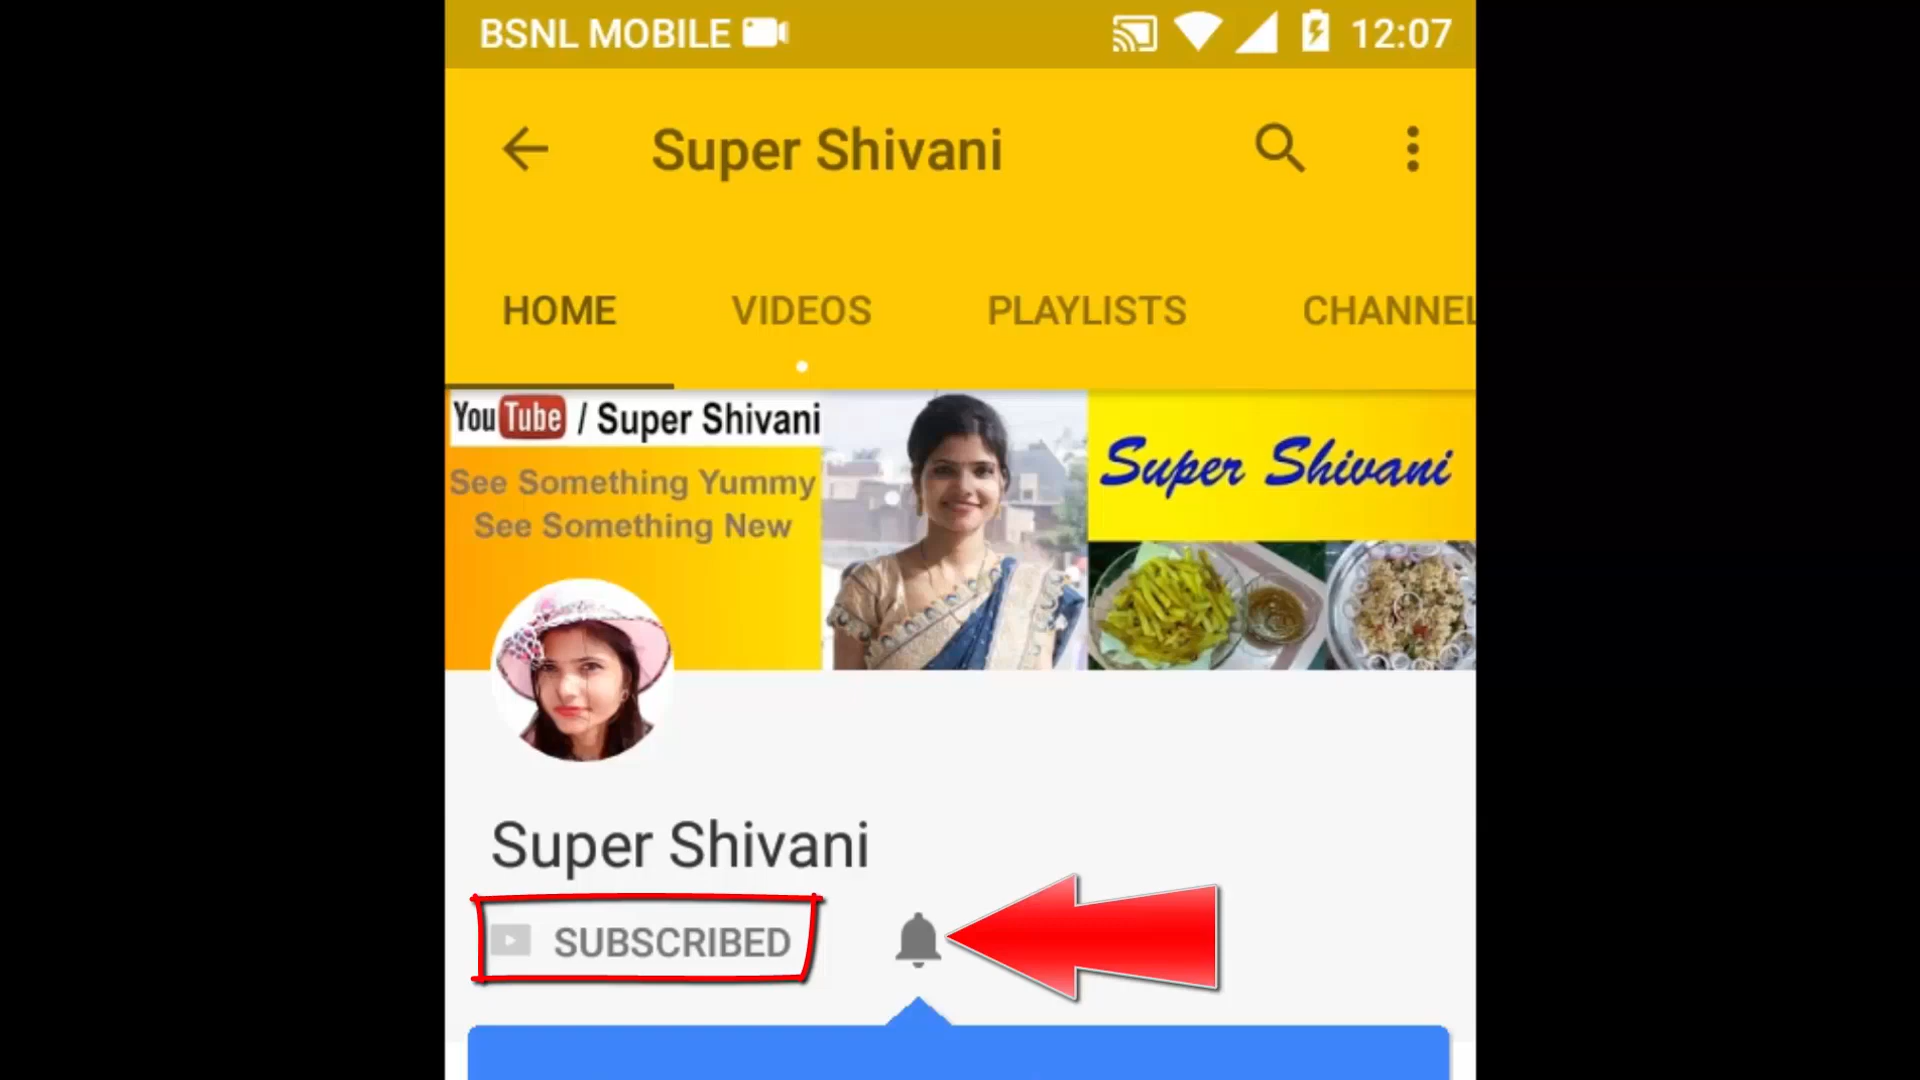 BSNL MOBILE 12:07
Super Shivani
HOME VIDEOS PLAYLISTS CHANNEL
YouTube / Super Shivani
See Something Yummy
See Something New
Super Shivani
Super Shivani
SUBSCRIBED